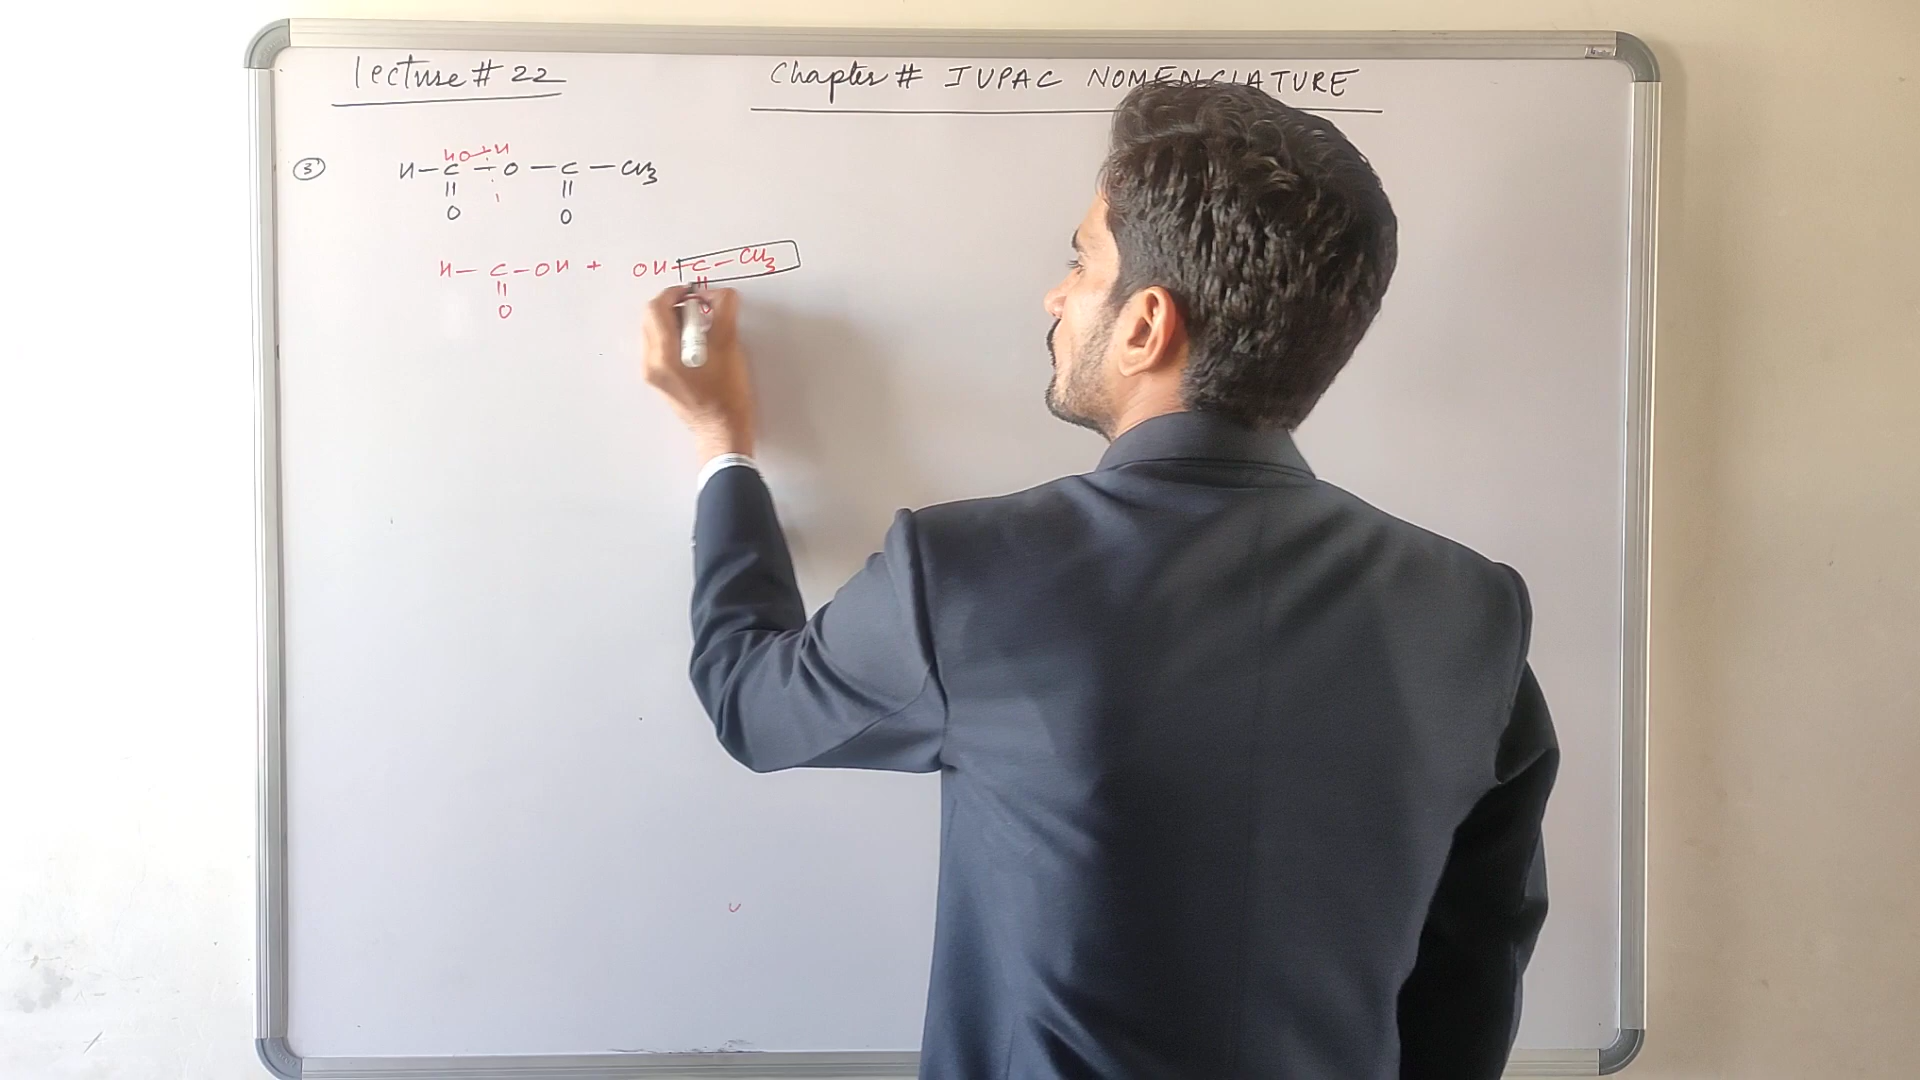 Lecture # 22
Chapter # IUPAC NOMENCLATURE
HO-H
3 H-C-O-C-CH3
|| ||
O O
H-C-OH + OH-C-CH3
|| ||
O O